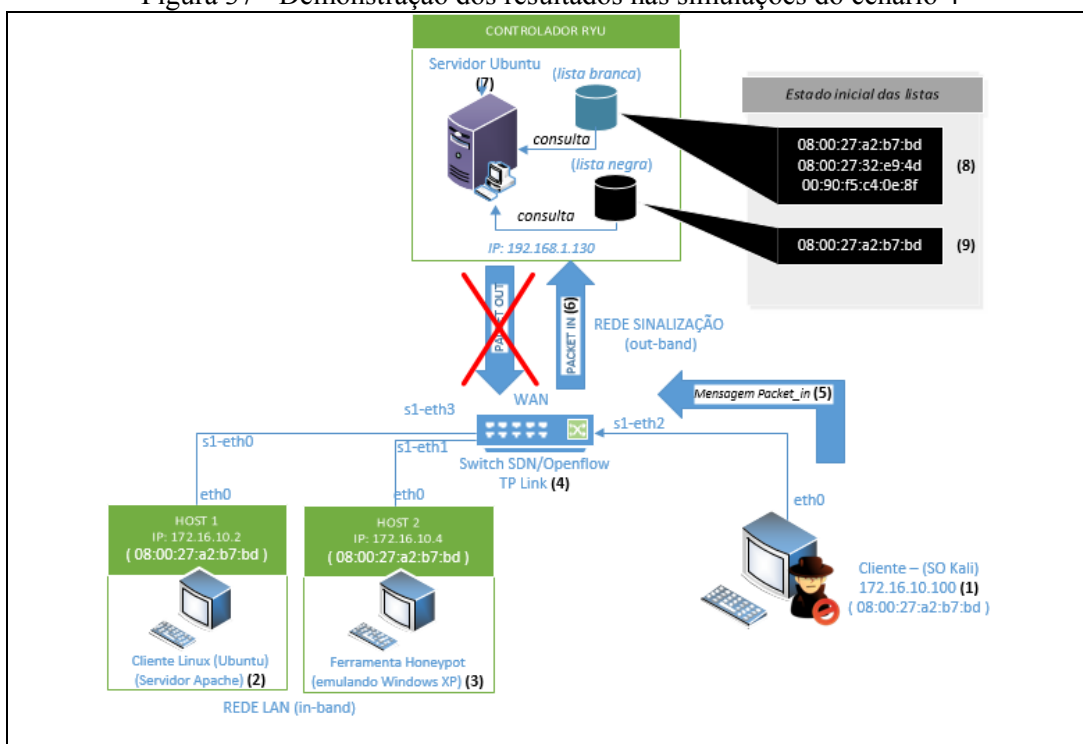 Figura 37 - Demonstração dos resultados nas simulações do cenário 4
CONTROLADOR RYU
Servidor Ubuntu
(7)
(lista branca)
consulta
(lista negra)
consulta
IP: 192.168.1.130
Estado inicial das listas
08:00:27:a2:b7:bd
08:00:27:32:e9:4d
00:90:f5:c4:0e:8f
(8)
08:00:27:a2:b7:bd
(9)
PACKET OUT
PACKET IN (6)
REDE SINALIZAÇÃO
(out-band)
Mensagem Packet_in (5)
WAN
s1-eth3
s1-eth0
s1-eth1
s1-eth2
Switch SDN/Openflow
TP Link (4)
eth0
eth0
eth0
HOST 1
IP: 172.16.10.2
( 08:00:27:a2:b7:bd )
Cliente Linux (Ubuntu)
(Servidor Apache) (2)
HOST 2
IP: 172.16.10.4
( 08:00:27:a2:b7:bd )
Ferramenta Honeypot
(emulando Windows XP) (3)
Cliente – (SO Kali)
172.16.10.100 (1)
( 08:00:27:a2:b7:bd )
REDE LAN (in-band)